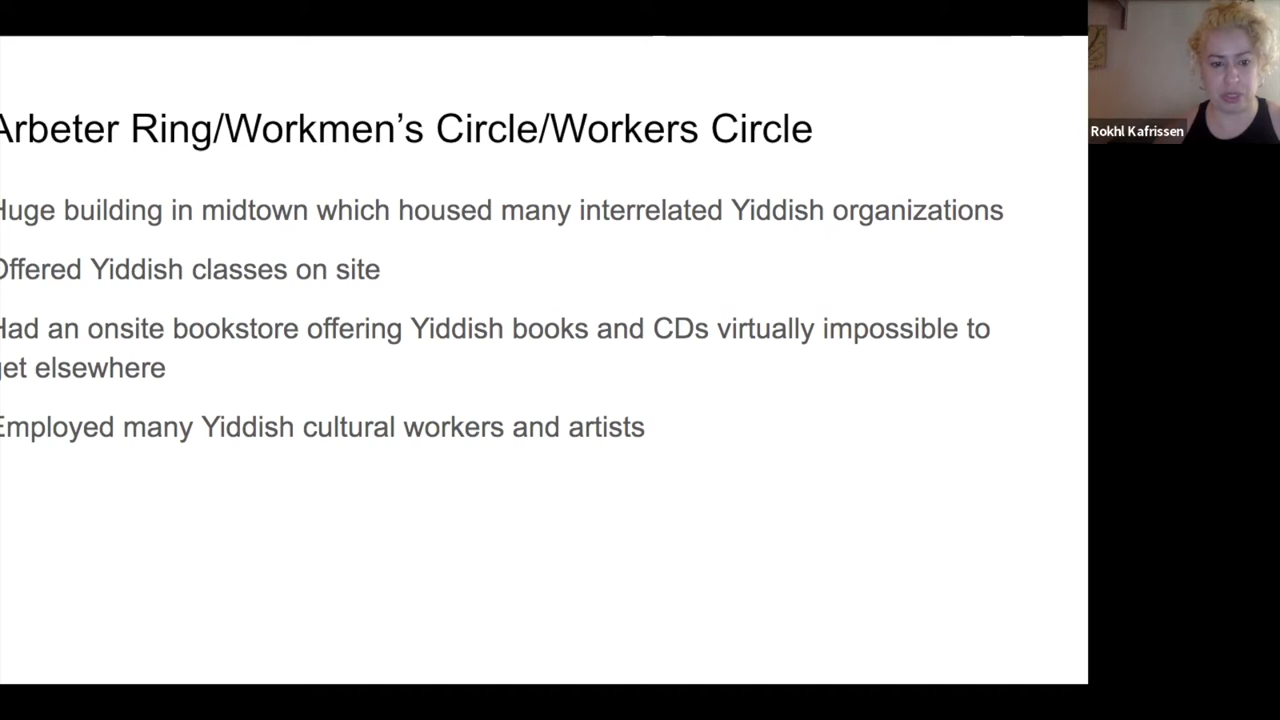 Arbeter Ring/Workmen’s Circle/Workers Circle
Huge building in midtown which housed many interrelated Yiddish organizations
Offered Yiddish classes on site
Had an onsite bookstore offering Yiddish books and CDs virtually impossible to
get elsewhere
Employed many Yiddish cultural workers and artists
Rokhl Kafrissen